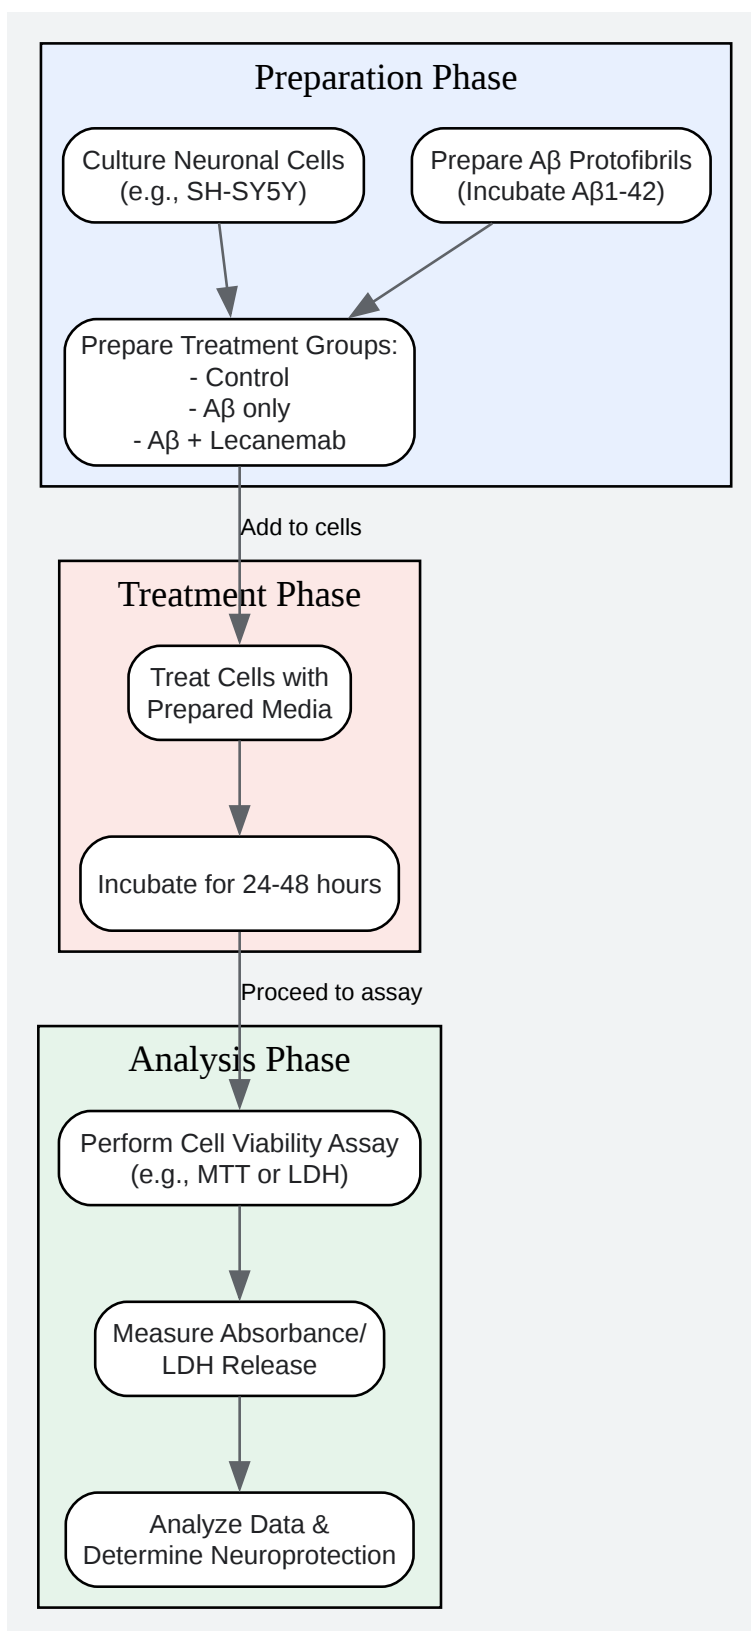 Preparation Phase
Culture Neuronal Cells
(e.g., SH-SY5Y)
Prepare Aβ Protofibrils
(Incubate Aβ1-42)
Prepare Treatment Groups:
- Control
- Aβ only
- Aβ + Lecanemab
Add to cells
Treatment Phase
Treat Cells with
Prepared Media
Incubate for 24-48 hours
Proceed to assay
Analysis Phase
Perform Cell Viability Assay
(e.g., MTT or LDH)
Measure Absorbance/
LDH Release
Analyze Data &
Determine Neuroprotection